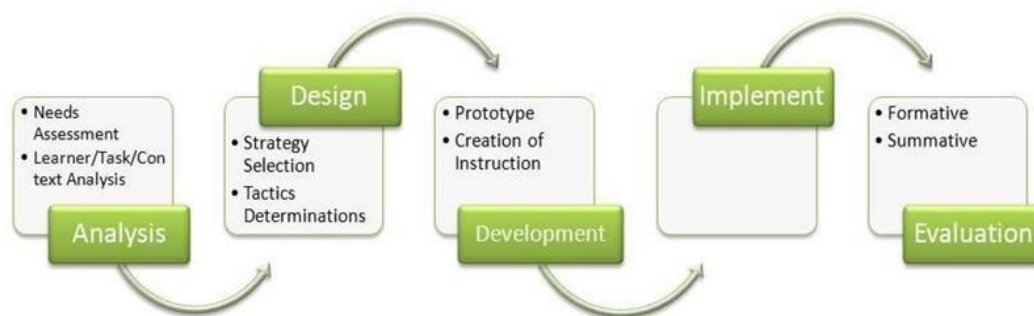 • Needs
Assessment
• Learner/Task/Con
text Analysis
Analysis
Design
• Strategy
Selection
• Tactics
Determinations
• Prototype
• Creation of
Instruction
Development
Implement
• Formative
• Summative
Evaluation